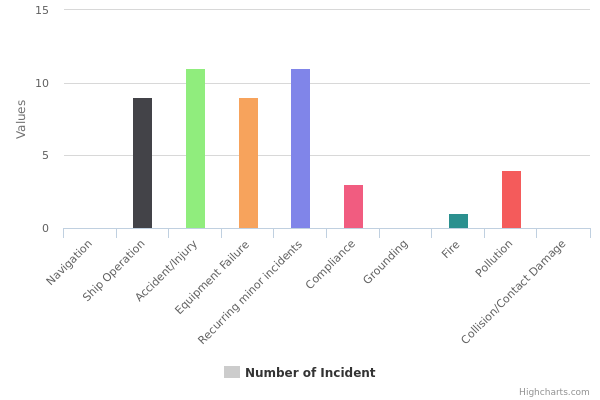 15
10
5
0
Values
Navigation
Ship Operation
Accident/Injury
Equipment Failure
Recurring minor incidents
Compliance
Grounding
Fire
Pollution
Collision/Contact Damage
Number of Incident
Highcharts.com